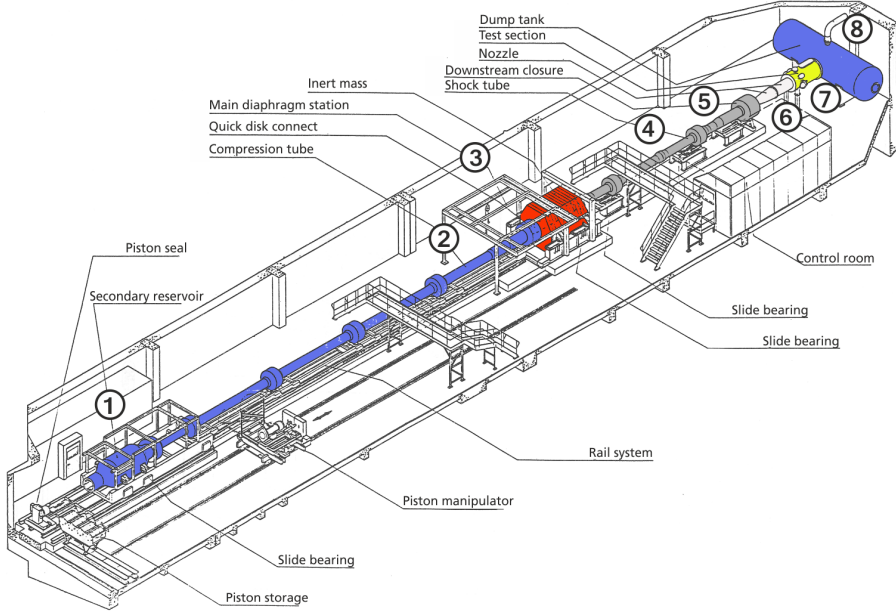 Dump tank
Test section
Nozzle
Downstream closure
Shock tube
Inert mass
Main diaphragm station
Quick disk connect
Compression tube
Piston seal
Secondary reservoir
1
2
3
4
5
6
7
8
Control room
Slide bearing
Slide bearing
Rail system
Piston manipulator
Slide bearing
Piston storage